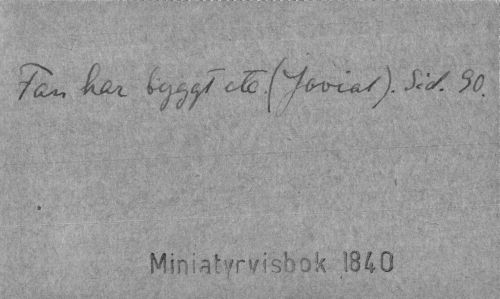 Fan har byggt etc. (Jovial). Sid. 90.
Miniatyrvisbok 1840